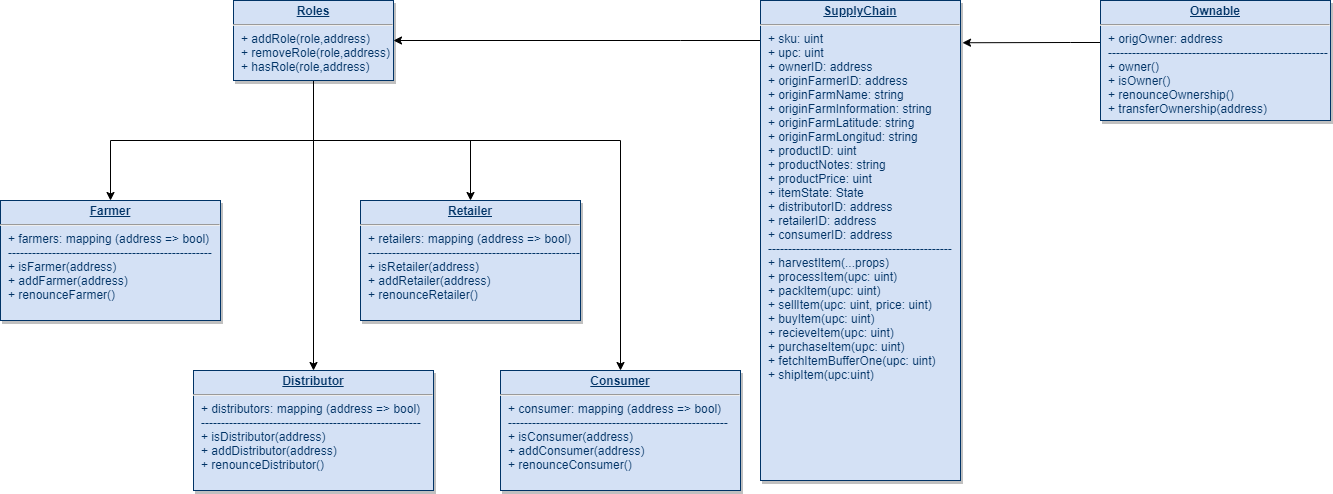 Roles
+ addRole(role,address)
+ removeRole(role,address)
+ hasRole(role,address)
SupplyChain
+ sku: uint
+ upc: uint
+ ownerID: address
+ originFarmerID: address
+ originFarmName: string
+ originFarmInformation: string
+ originFarmLatitude: string
+ originFarmLongitud: string
+ productID: uint
+ productNotes: string
+ productPrice: uint
+ itemState: State
+ distributorID: address
+ retailerID: address
+ consumerID: address
+ harvestItem(...props)
+ processItem(upc: uint)
+ packItem(upc: uint)
+ sellItem(upc: uint, price: uint)
+ buyItem(upc: uint)
+ recieveItem(upc: uint)
+ purchaseItem(upc: uint)
+ fetchItemBufferOne(upc: uint)
+ shipItem(upc:uint)
Ownable
+ origOwner: address
+ owner()
+ isOwner()
+ renounceOwnership()
+ transferOwnership(address)
Farmer
+ farmers: mapping (address => bool)
+ isFarmer(address)
+ addFarmer(address)
+ renounceFarmer()
Retailer
+ retailers: mapping (address => bool)
+ isRetailer(address)
+ addRetailer(address)
+ renounceRetailer()
Distributor
+ distributors: mapping (address => bool)
+ isDistributor(address)
+ addDistributor(address)
+ renounceDistributor()
Consumer
+ consumer: mapping (address => bool)
+ isConsumer(address)
+ addConsumer(address)
+ renounceConsumer()